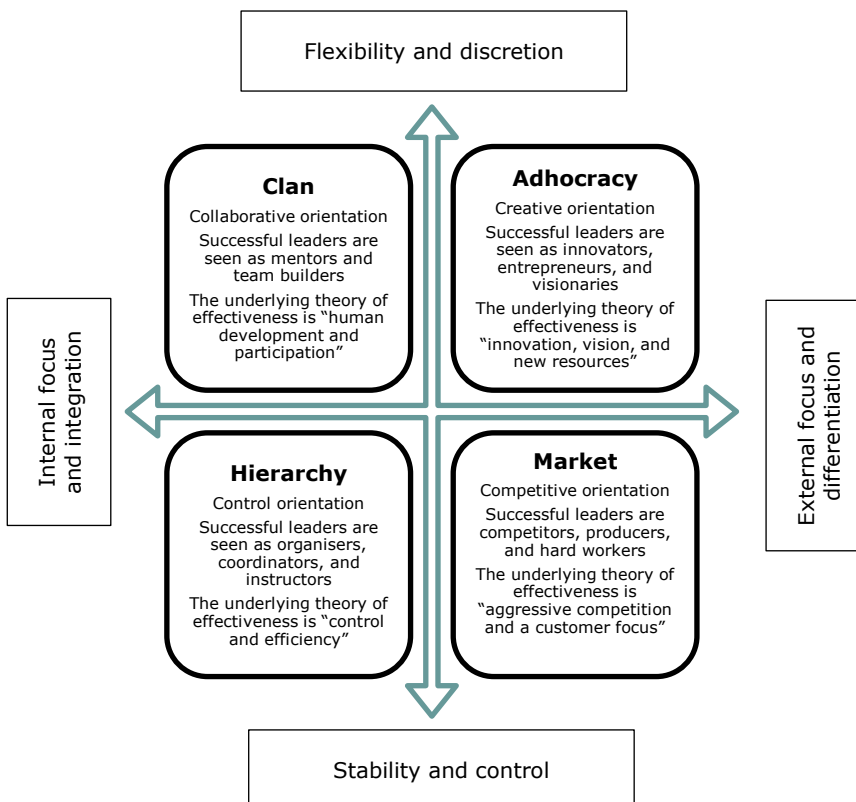 Flexibility and discretion
Clan
Collaborative orientation
Successful leaders are
seen as mentors and
team builders
The underlying theory of
effectiveness is “human
development and
participation”
Adhocracy
Creative orientation
Successful leaders are
seen as innovators,
entrepreneurs, and
visionaries
The underlying theory of
effectiveness is
“innovation, vision, and
new resources”
Internal focus
and integration
External focus and
differentiation
Hierarchy
Control orientation
Successful leaders are
seen as organisers,
coordinators, and
instructors
The underlying theory of
effectiveness is “control
and efficiency”
Market
Competitive orientation
Successful leaders are
competitors, producers,
and hard workers
The underlying theory of
effectiveness is
“aggressive competition
and a customer focus”
Stability and control